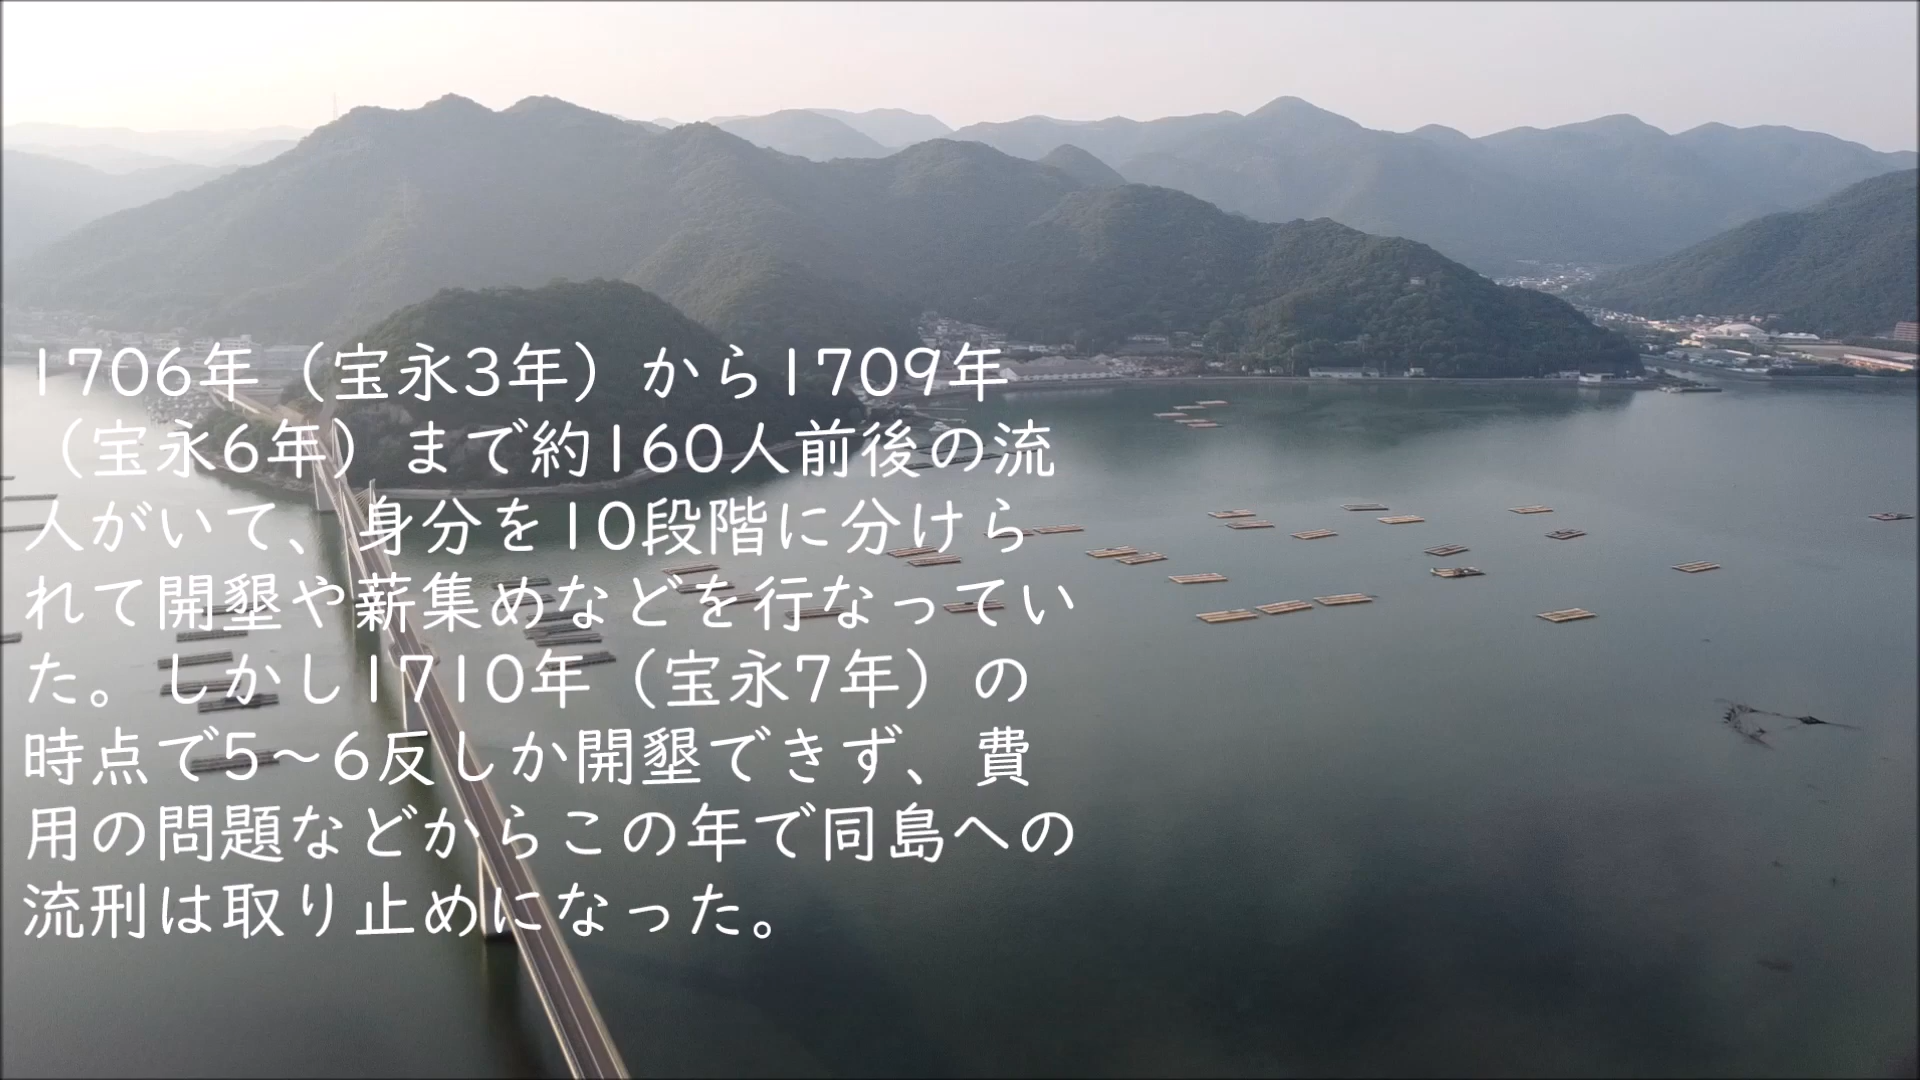 1706年（宝永3年）から1709年
（宝永6年）まで約160人前後の流
人がいて、身分を10段階に分けら
れて開墾や薪集めなどを行なってい
た。しかし1710年（宝永7年）の
時点で5～6反しか開墾できず、費
用の問題などからこの年で同島への
流刑は取り止めになった。